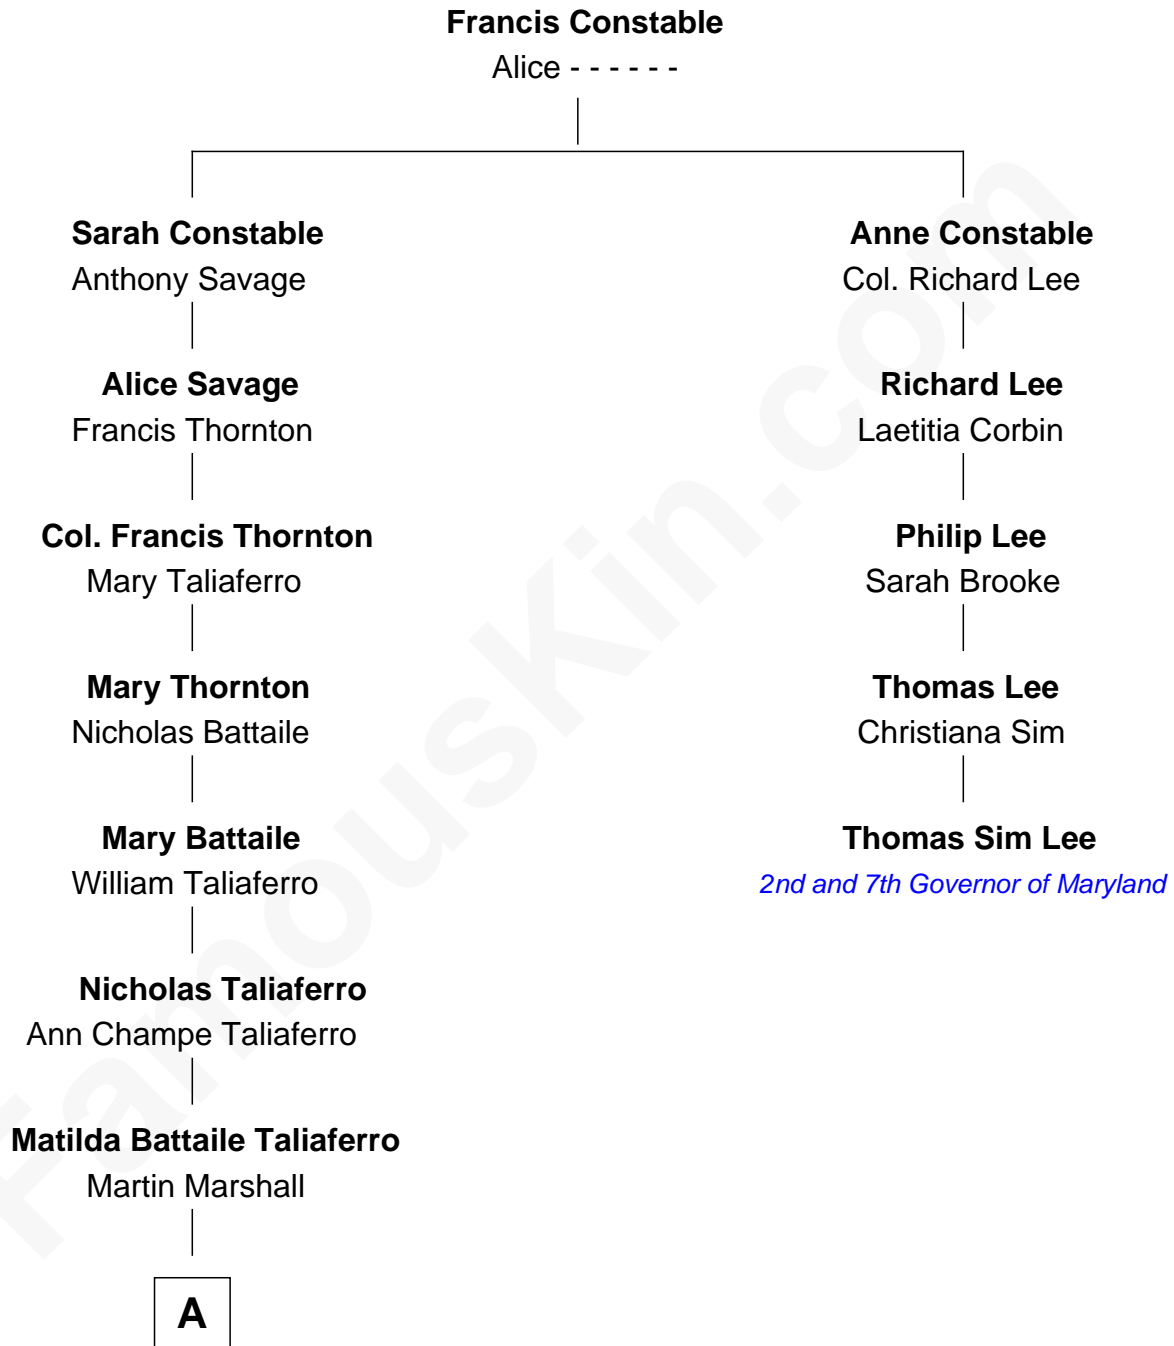 Francis Constable
Alice - - - - - -
Sarah Constable
Anthony Savage
Alice Savage
Francis Thornton
Col. Francis Thornton
Mary Taliaferro
Mary Thornton
Nicholas Battaile
Mary Battaile
William Taliaferro
Nicholas Taliaferro
Ann Champe Taliaferro
Matilda Battaile Taliaferro
Martin Marshall
A
Anne Constable
Col. Richard Lee
Richard Lee
Laetitia Corbin
Philip Lee
Sarah Brooke
Thomas Lee
Christiana Sim
Thomas Sim Lee
2nd and 7th Governor of Maryland
FamousKin.com